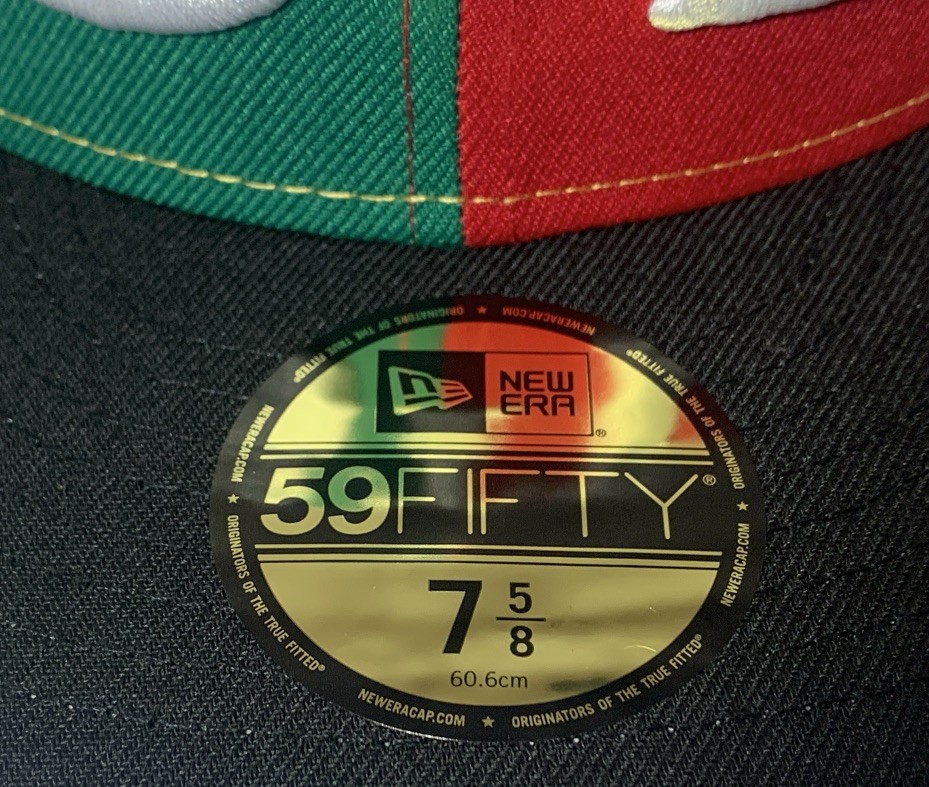 ORIGINATORS OF THE TRUE FITTED®
★ NEWERACAP.COM
ORIGINATORS OF THE TRUE FITTED®
NEWERACAP.COM ★
NEW
ERA
®
59FIFTY®
7 5/8
60.6cm
★ ORIGINATORS OF THE TRUE FITTED®
NEWERACAP.COM ★ ORIGINATORS OF THE TRUE FITTED®
NEWERACAP.COM ★